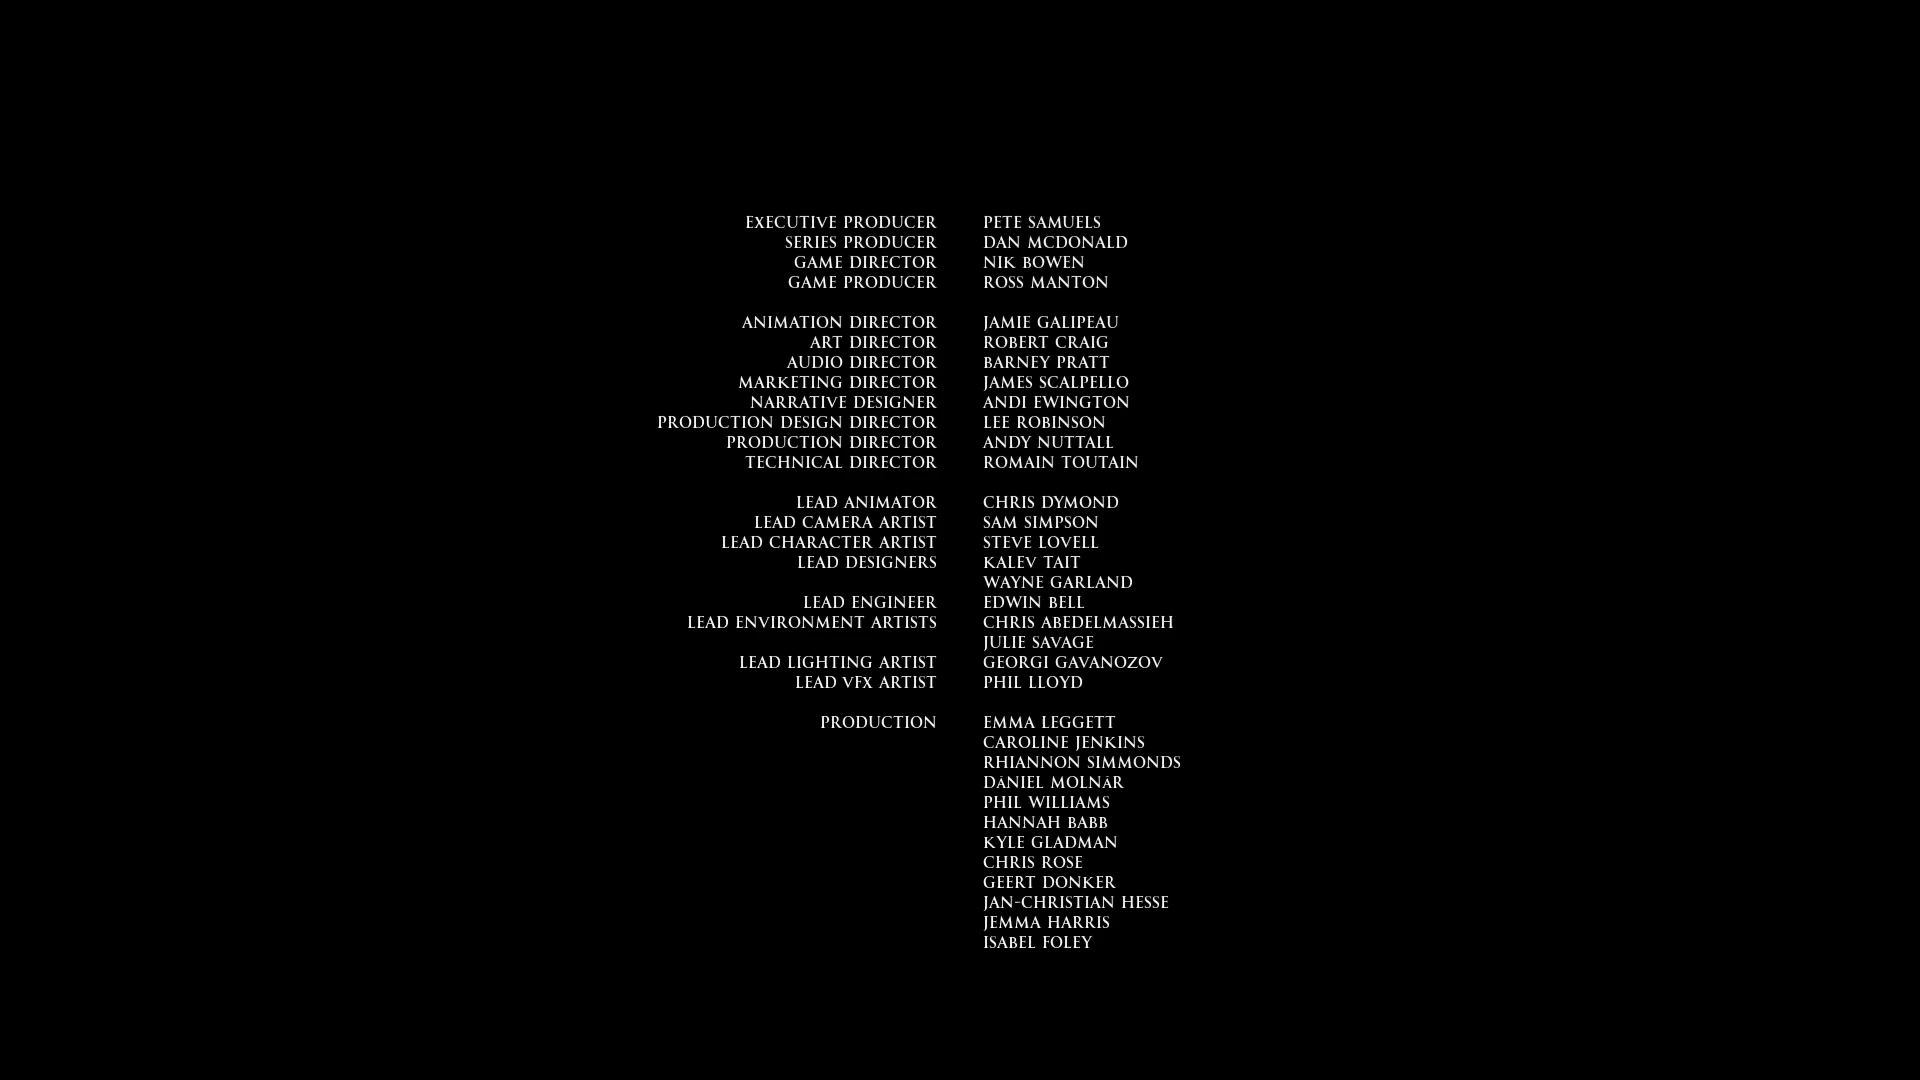 EXECUTIVE PRODUCER PETE SAMUELS
SERIES PRODUCER DAN MCDONALD
GAME DIRECTOR NIK BOWEN
GAME PRODUCER ROSS MANTON
ANIMATION DIRECTOR JAMIE GALIPEAU
ART DIRECTOR ROBERT CRAIG
AUDIO DIRECTOR BARNEY PRATT
MARKETING DIRECTOR JAMES SCALPELLO
NARRATIVE DESIGNER ANDI EWINGTON
PRODUCTION DESIGN DIRECTOR LEE ROBINSON
PRODUCTION DIRECTOR ANDY NUTTALL
TECHNICAL DIRECTOR ROMAIN TOUTAIN
LEAD ANIMATOR CHRIS DYMOND
LEAD CAMERA ARTIST SAM SIMPSON
LEAD CHARACTER ARTIST STEVE LOVELL
LEAD DESIGNERS KALEV TAIT
WAYNE GARLAND
LEAD ENGINEER EDWIN BELL
LEAD ENVIRONMENT ARTISTS CHRIS ABEDELMASSIEH
JULIE SAVAGE
LEAD LIGHTING ARTIST GEORGI GAVANOZOV
LEAD VFX ARTIST PHIL LLOYD
PRODUCTION EMMA LEGGETT
CAROLINE JENKINS
RHIANNON SIMMONDS
DÁNIEL MOLNÁR
PHIL WILLIAMS
HANNAH BABB
KYLE GLADMAN
CHRIS ROSE
GEERT DONKER
JAN-CHRISTIAN HESSE
JEMMA HARRIS
ISABEL FOLEY